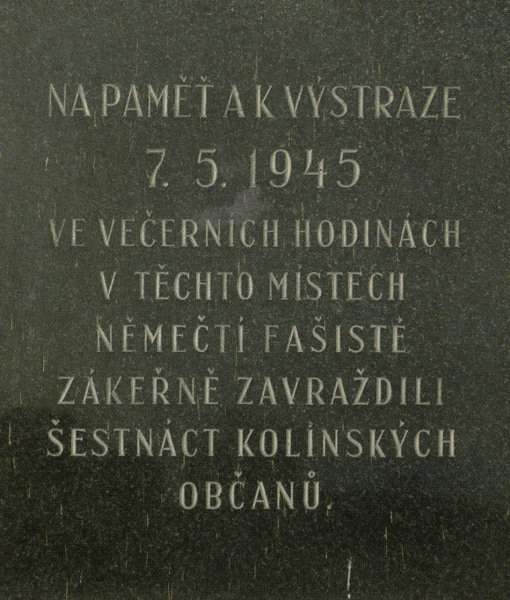 NA PAMĚŤ A K VÝSTRAZE
7. 5. 1945
VE VEČERNÍCH HODINÁCH
V TĚCHTO MÍSTECH
NĚMEČTÍ FAŠISTÉ
ZÁKEŘNĚ ZAVRAŽDILI
ŠESTNÁCT KOLÍNSKÝCH
OBČANŮ.